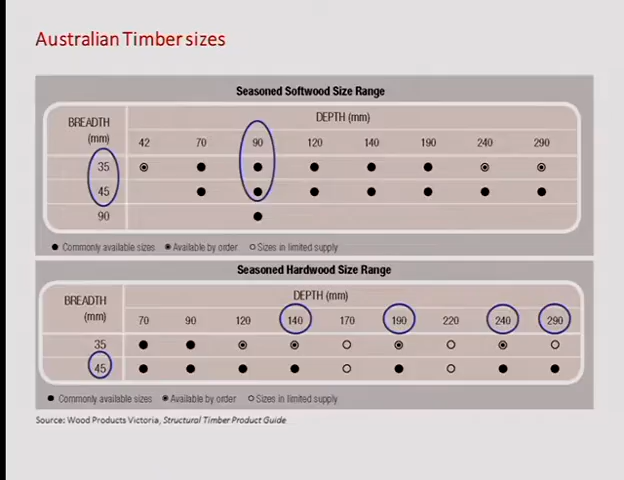 Australian Timber sizes
Seasoned Softwood Size Range
DEPTH (mm)
BREADTH
(mm)
42 70 90 120 140 190 240 290
35
45
90
Commonly available sizes Available by order Sizes in limited supply
Seasoned Hardwood Size Range
DEPTH (mm)
BREADTH
(mm)
70 90 120 140 170 190 220 240 290
35
45
Commonly available sizes Available by order Sizes in limited supply
Source: Wood Products Victoria, Structural Timber Product Guide